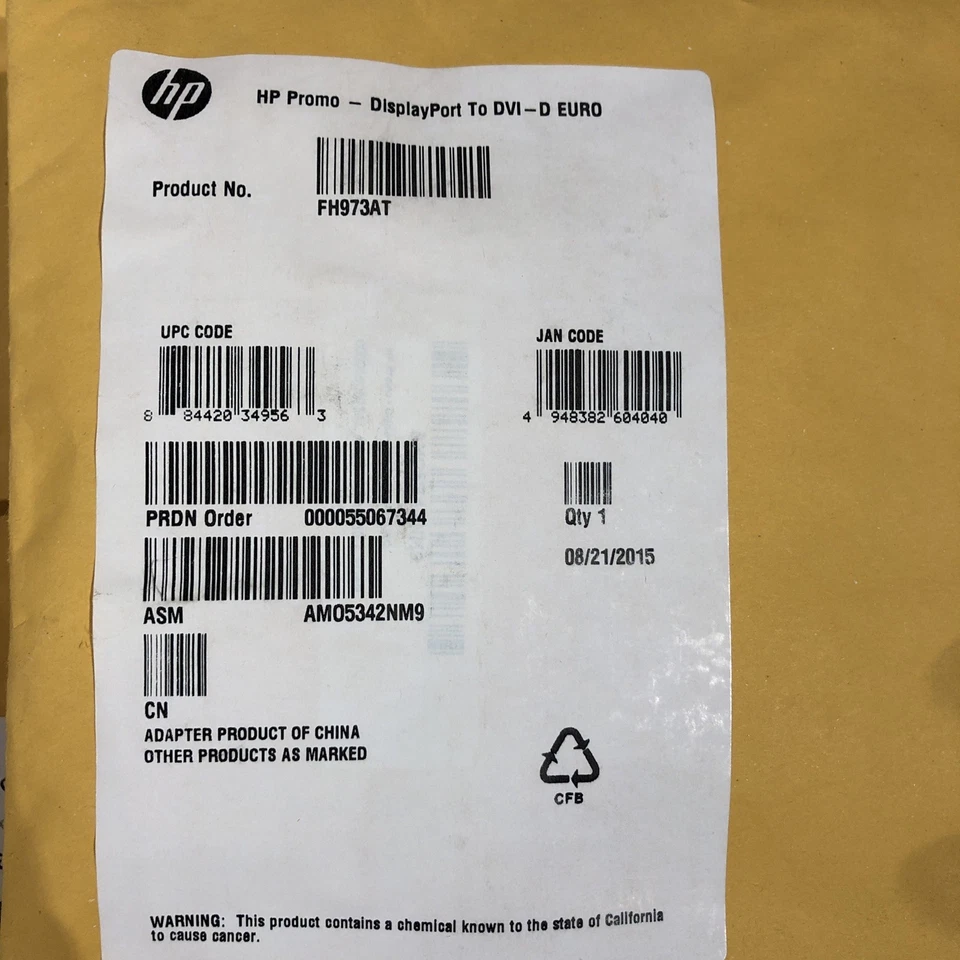 hp
HP Promo – DisplayPort To DVI–D EURO
Product No.
FH973AT
UPC CODE
JAN CODE
8 84420 34956 3
4 948382 604040
PRDN Order 000055067344
Qty 1
08/21/2015
ASM AMO5342NM9
CN
ADAPTER PRODUCT OF CHINA
OTHER PRODUCTS AS MARKED
CFB
WARNING: This product contains a chemical known to the state of California
to cause cancer.